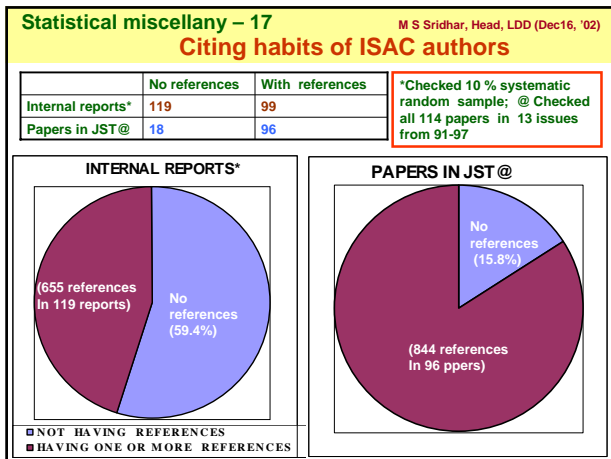 Statistical miscellany – 17
M S Sridhar, Head, LDD (Dec16, '02)
Citing habits of ISAC authors
No references With references
Internal reports* 119 99
Papers in JST@ 18 96
*Checked 10 % systematic
random sample; @ Checked
all 114 papers in 13 issues
from 91-97
INTERNAL REPORTS*
(655 references
In 119 reports)
No
references
(59.4%)
NOT HAVING REFERENCES
HAVING ONE OR MORE REFERENCES
PAPERS IN JST@
No
references
(15.8%)
(844 references
In 96 ppers)